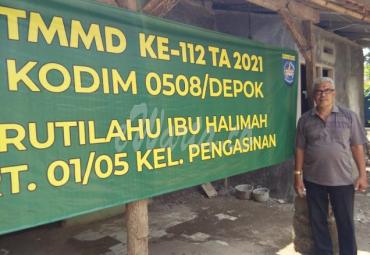 TMMD KE-112 TA 2021
KODIM 0508/DEPOK
RUTILAHU IBU HALIMAH
RT. 01/05 KEL. PENGASINAN